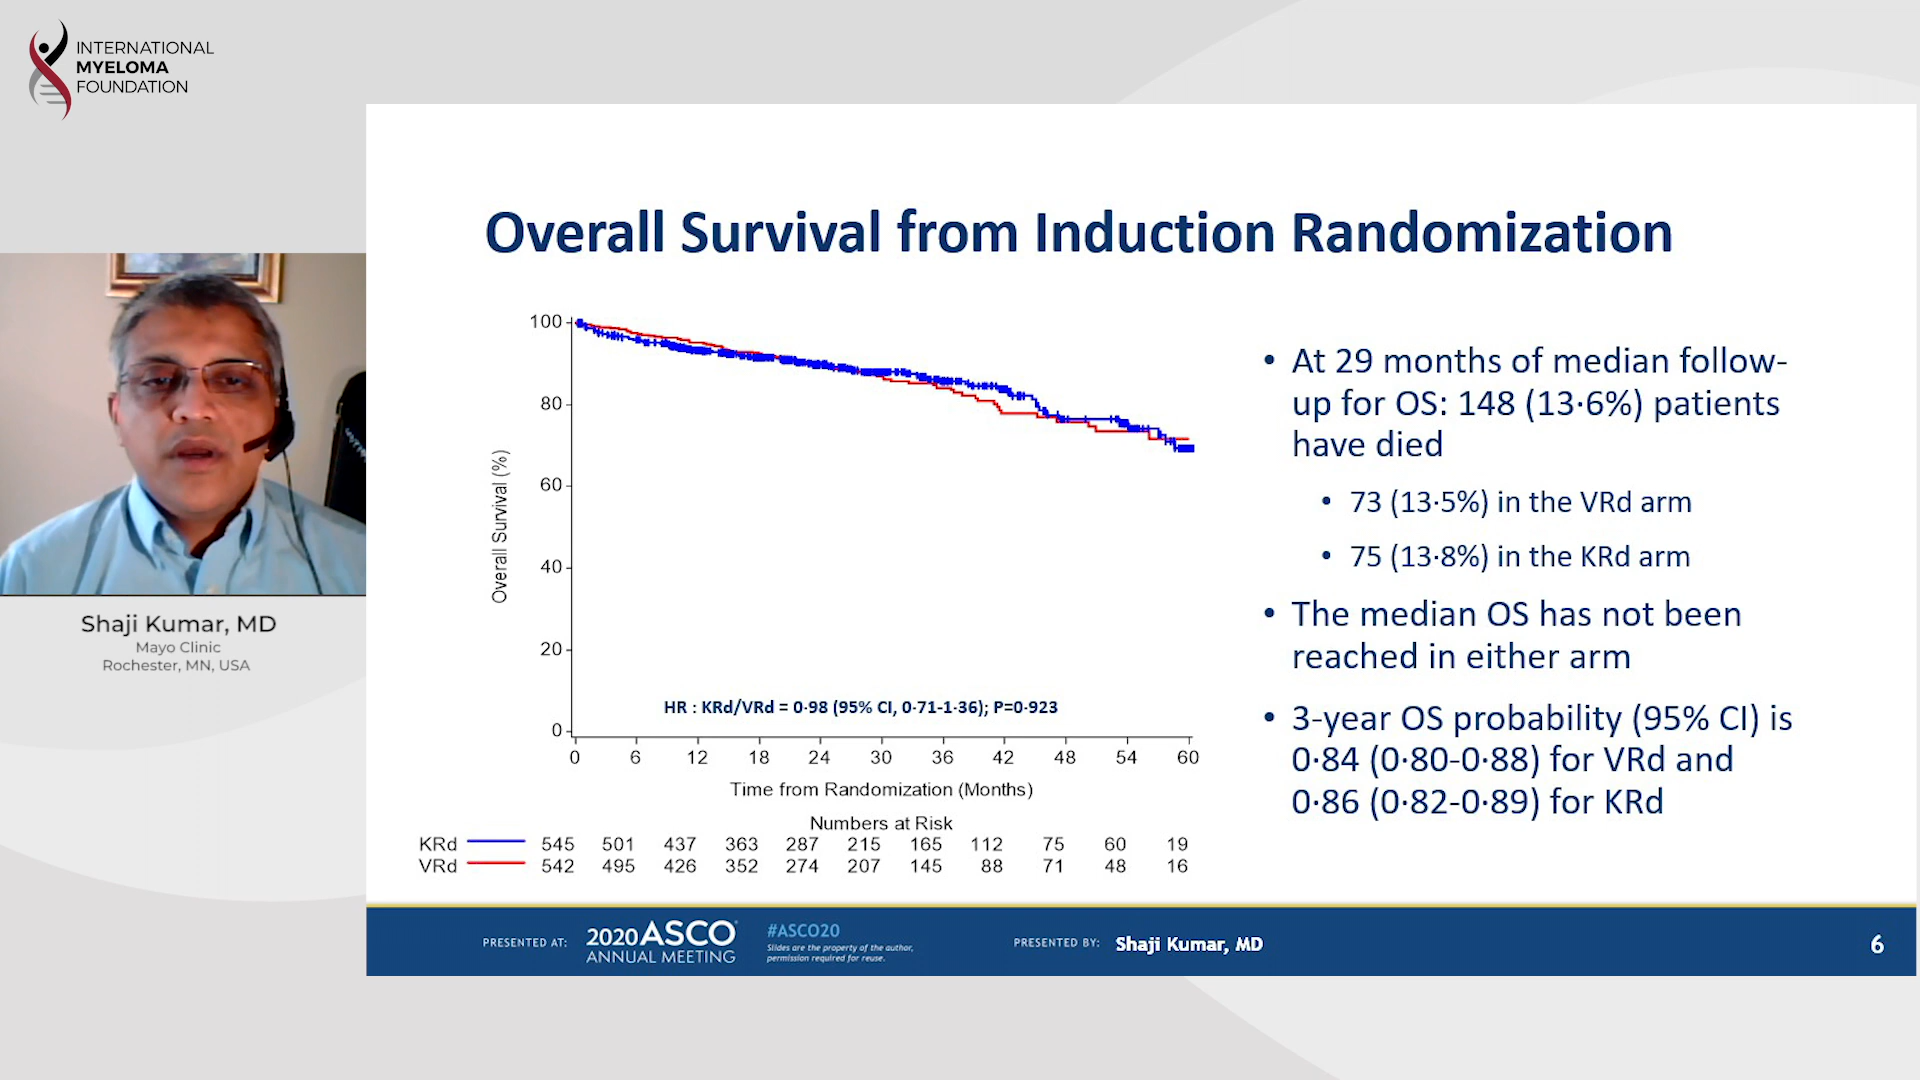 INTERNATIONAL
MYELOMA
FOUNDATION
Shaji Kumar, MD
Mayo Clinic
Rochester, MN, USA
Overall Survival from Induction Randomization
Overall Survival (%)
100
80
60
40
20
0
HR : KRd/VRd = 0·98 (95% CI, 0·71-1·36); P=0·923
0 6 12 18 24 30 36 42 48 54 60
Time from Randomization (Months)
Numbers at Risk
KRd 545 501 437 363 287 215 165 112 75 60 19
VRd 542 495 426 352 274 207 145 88 71 48 16
• At 29 months of median follow-
up for OS: 148 (13·6%) patients
have died
• 73 (13·5%) in the VRd arm
• 75 (13·8%) in the KRd arm
• The median OS has not been
reached in either arm
• 3-year OS probability (95% CI) is
0·84 (0·80-0·88) for VRd and
0·86 (0·82-0·89) for KRd
PRESENTED AT:
2020 ASCO
ANNUAL MEETING
#ASCO20
Slides are the property of the author,
permission required for reuse.
PRESENTED BY: Shaji Kumar, MD
6